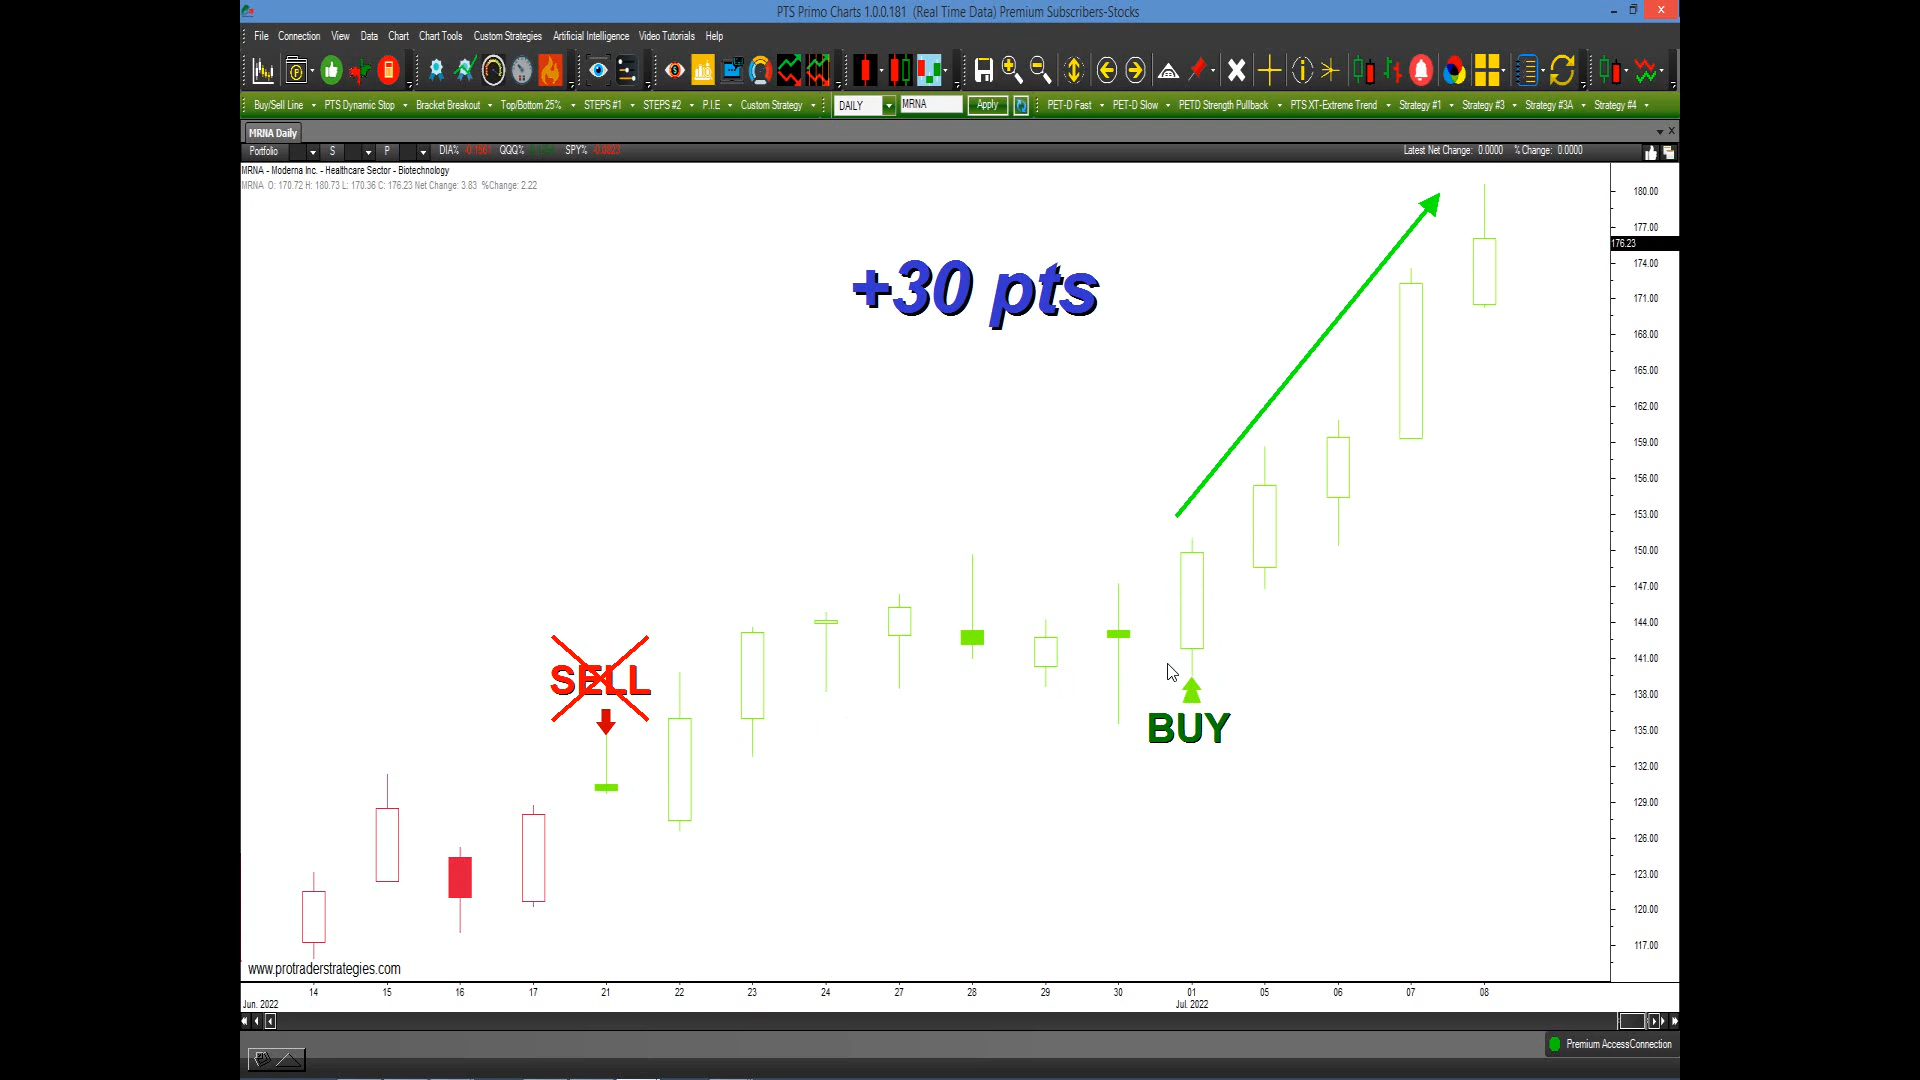 PTS Primo Charts 1.0.0.181 (Real Time Data) Premium Subscribers-Stocks
File Connection View Data Chart Chart Tools Custom Strategies Artificial Intelligence Video Tutorials Help
Buy/Sell Line PTS Dynamic Stop Bracket Breakout Top/Bottom 25% STEPS #1 STEPS #2 P.I.E Custom Strategy DAILY MRNA Apply PET-D Fast PET-D Slow PETD Strength Pullback PTS XT-Extreme Trend Strategy #1 Strategy #3 Strategy #3A Strategy #4
MRNA Daily
Portfolio S P DIA% QQQ% SPY% Latest Net Change: 0.0000 % Change: 0.0000
MRNA - Moderna Inc. - Healthcare Sector - Biotechnology
MRNA O: 170.72 H: 180.73 L: 170.36 C: 176.23 Net Change: 3.83 %Change: 2.22
180.00
177.00
176.23
174.00
171.00
168.00
165.00
162.00
159.00
156.00
153.00
150.00
147.00
144.00
141.00
138.00
135.00
132.00
129.00
126.00
123.00
120.00
117.00
+30 pts
SELL
BUY
www.protraderstrategies.com
14 15 16 17 21 22 23 24 27 28 29 30 01 05 06 07 08
Jun. 2022 Jul. 2022
Premium AccessConnection